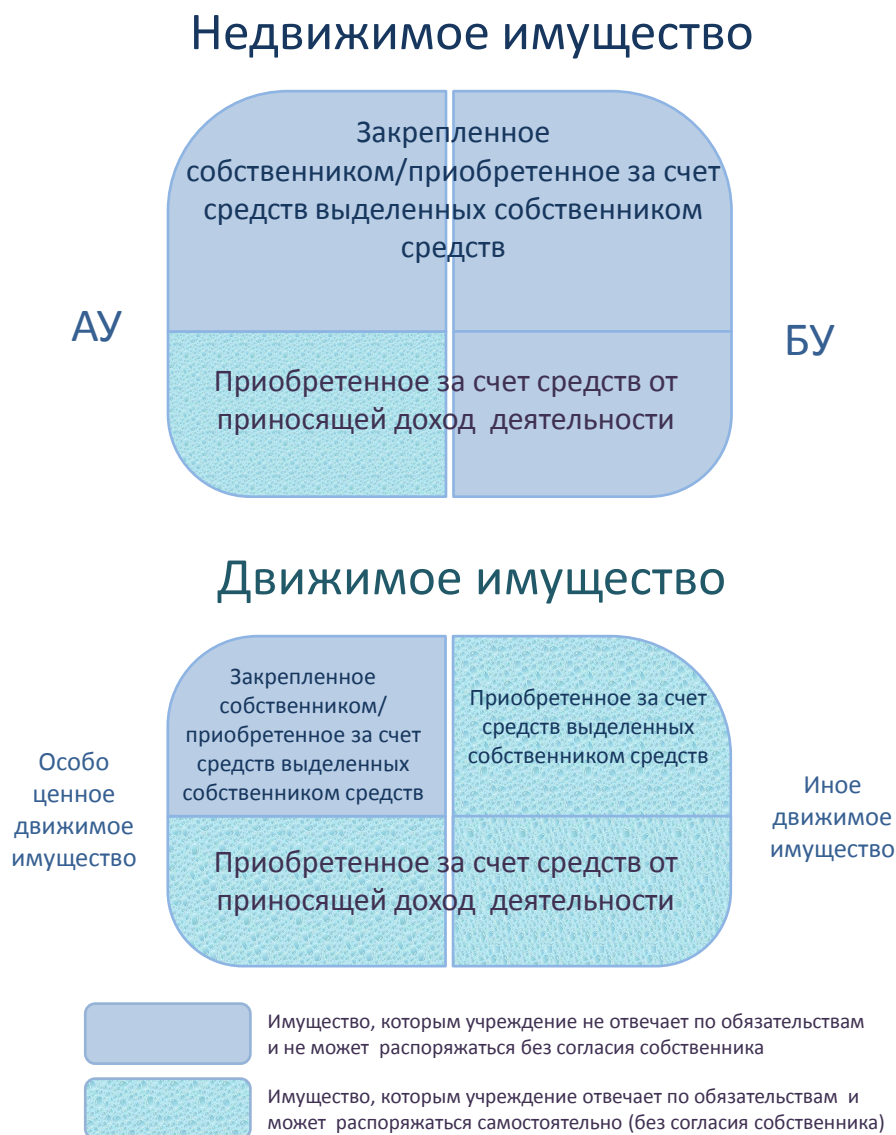 Недвижимое имущество
Закрепленное
собственником/приобретенное за счет
средств выделенных собственником
средств
АУ
БУ
Приобретенное за счет средств от
приносящей доход деятельности
Движимое имущество
Закрепленное
собственником/
приобретенное за счет
средств выделенных
собственником средств
Приобретенное за счет
средств выделенных
собственником средств
Особо
ценное
движимое
имущество
Иное
движимое
имущество
Приобретенное за счет средств от
приносящей доход деятельности
Имущество, которым учреждение не отвечает по обязательствам
и не может распоряжаться без согласия собственника
Имущество, которым учреждение отвечает по обязательствам и
может распоряжаться самостоятельно (без согласия собственника)